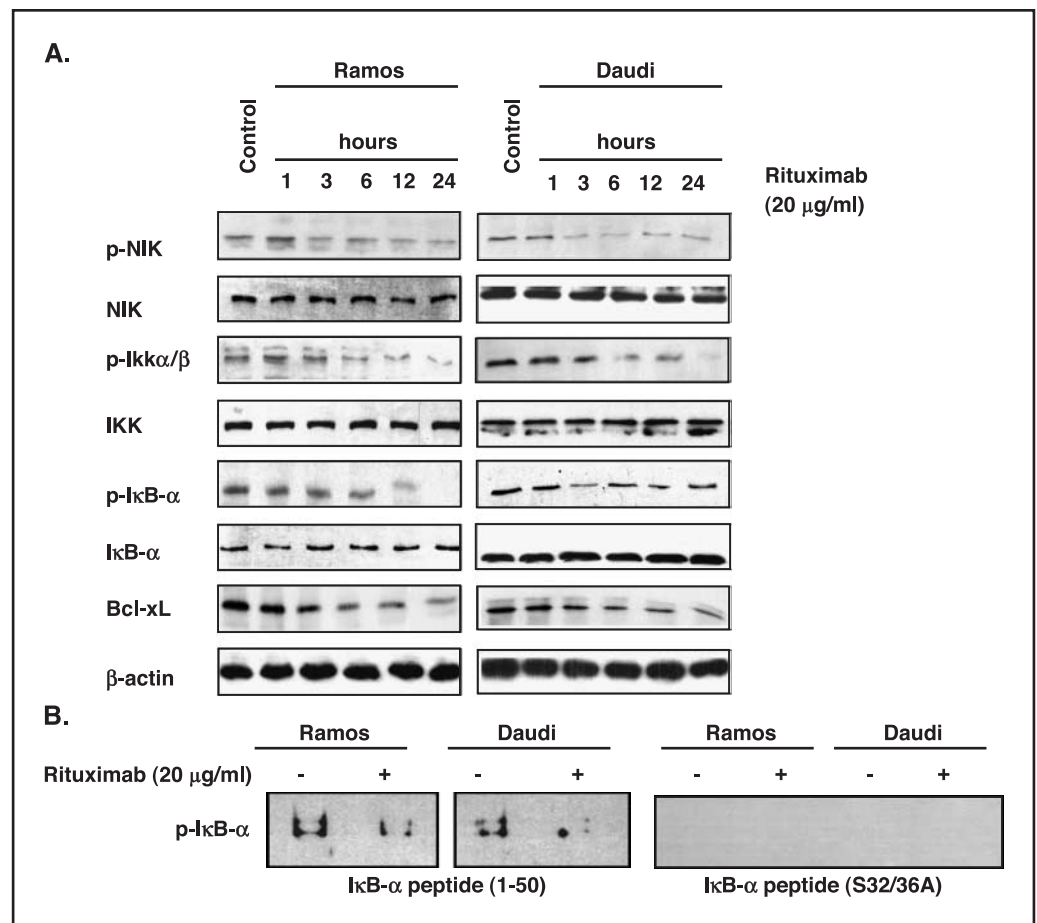 A.
Ramos
Daudi
Control
hours
Control
hours
1 3 6 12 24
1 3 6 12 24
Rituximab
(20 μg/ml)
p-NIK
NIK
p-Ikkα/β
IKK
p-IκB-α
IκB-α
Bcl-xL
β-actin
B.
Ramos Daudi Ramos Daudi
Rituximab (20 μg/ml) - + - + - + - +
p-IκB-α
IκB-α peptide (1-50) IκB-α peptide (S32/36A)